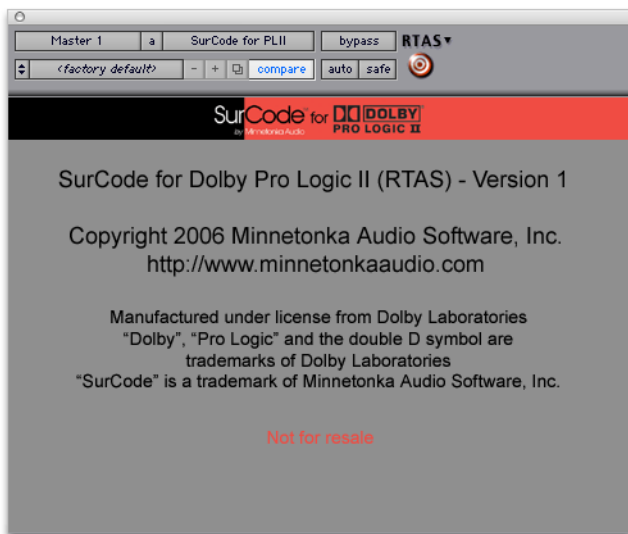 Master 1 a SurCode for PLII bypass RTAS
<factory default> - + compare auto safe
SurCode™ for DOLBY
by Minnetonka Audio PRO LOGIC II
SurCode for Dolby Pro Logic II (RTAS) - Version 1
Copyright 2006 Minnetonka Audio Software, Inc.
http://www.minnetonkaaudio.com
Manufactured under license from Dolby Laboratories
“Dolby”, “Pro Logic” and the double D symbol are
trademarks of Dolby Laboratories
“SurCode” is a trademark of Minnetonka Audio Software, Inc.
Not for resale